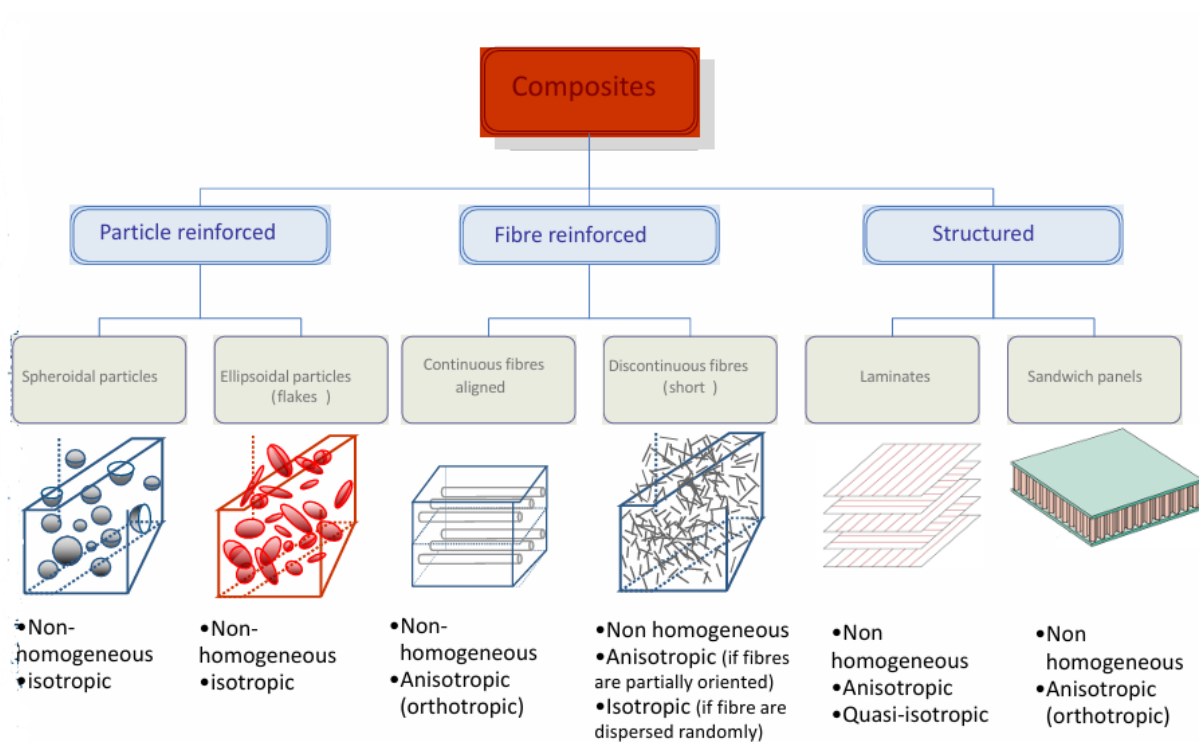 Composites
Particle reinforced
Fibre reinforced
Structured
Spheroidal particles
Ellipsoidal particles
(flakes )
Continuous fibres
aligned
Discontinuous fibres
(short )
Laminates
Sandwich panels
•Non-
homogeneous
•isotropic
•Non-
homogeneous
•isotropic
•Non-
homogeneous
•Anisotropic
(orthotropic)
•Non homogeneous
•Anisotropic (if fibres
are partially oriented)
•Isotropic (if fibre are
dispersed randomly)
•Non
homogeneous
•Anisotropic
•Quasi-isotropic
•Non
homogeneous
•Anisotropic
(orthotropic)